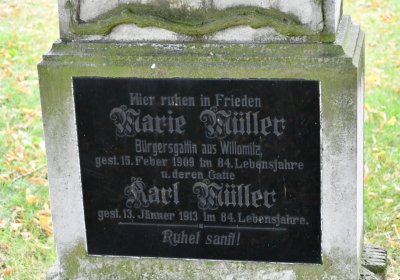 Hier ruhen in Frieden
Marie Müller
Bürgersgattin aus Willomitz,
gest. 15. Feber 1909 im 84. Lebensjahre
u. deren Gatte
Karl Müller
gest. 13. Jänner 1913 im 84. Lebensjahre.
Ruhet sanft!